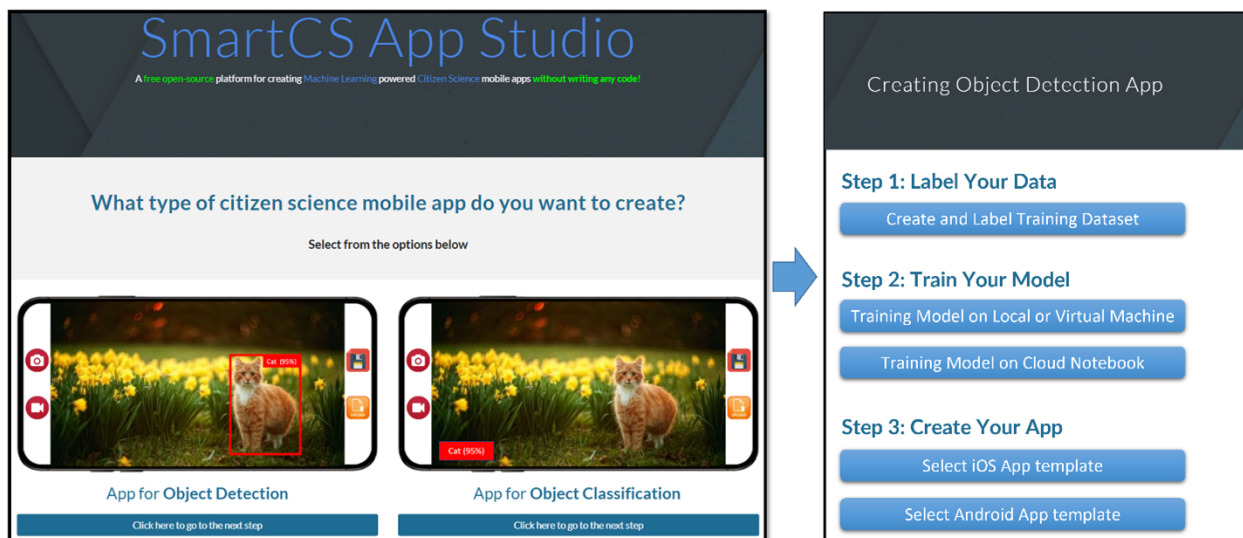 SmartCS App Studio
A free open-source platform for creating Machine Learning powered Citizen Science mobile apps without writing any code!
What type of citizen science mobile app do you want to create?
Select from the options below
Cat (95%)
Cat (95%)
App for Object Detection
App for Object Classification
Click here to go to the next step
Click here to go to the next step
Creating Object Detection App
Step 1: Label Your Data
Create and Label Training Dataset
Step 2: Train Your Model
Training Model on Local or Virtual Machine
Training Model on Cloud Notebook
Step 3: Create Your App
Select iOS App template
Select Android App template